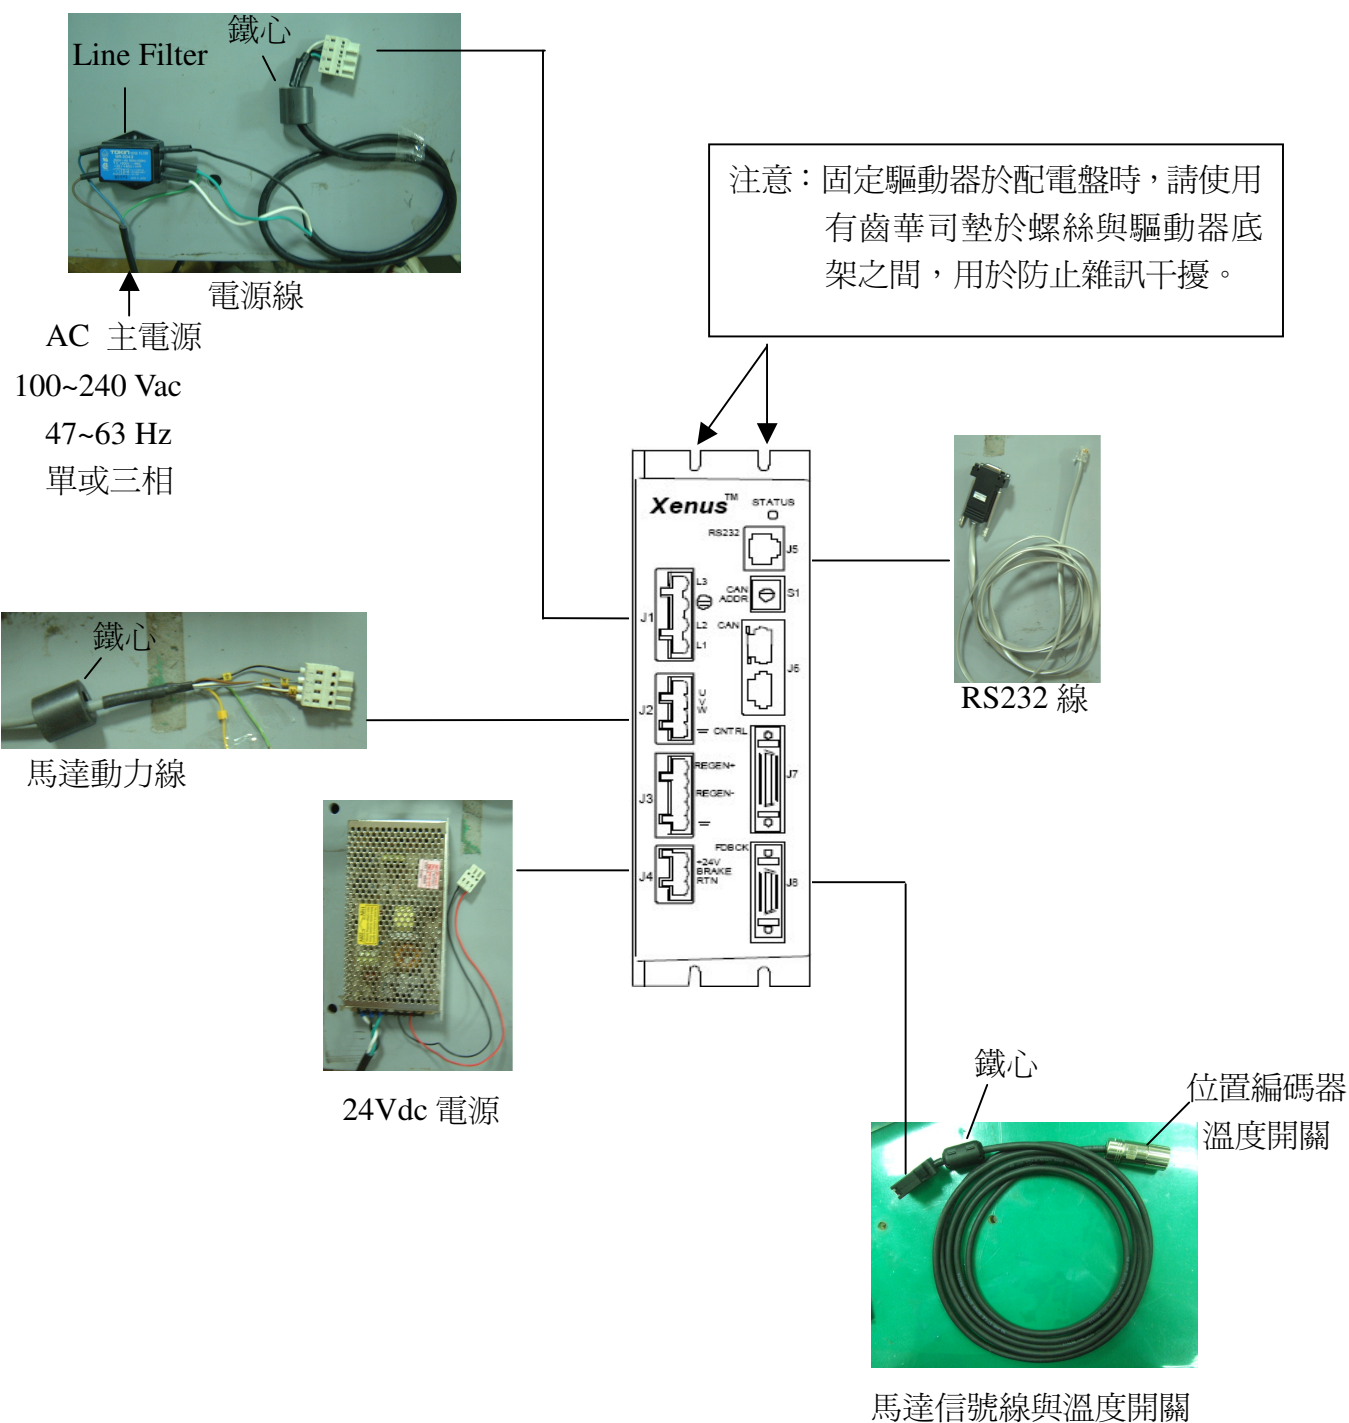 鐵心
Line Filter
電源線
AC 主電源
100~240 Vac
47~63 Hz
單或三相
注意：固定驅動器於配電盤時，請使用
有齒華司墊於螺絲與驅動器底
架之間，用於防止雜訊干擾。
Xenus™
STATUS
RS232
J5
CAN
ADDR
S1
L3
J1
L2
L1
CAN
J6
U
V
W
J2
CNTRL
REGEN+
J7
REGEN-
J3
FDBCK
+24V
BRAKE
RTN
J4
J8
RS232 線
鐵心
馬達動力線
24Vdc 電源
鐵心
位置編碼器
溫度開關
馬達信號線與溫度開關